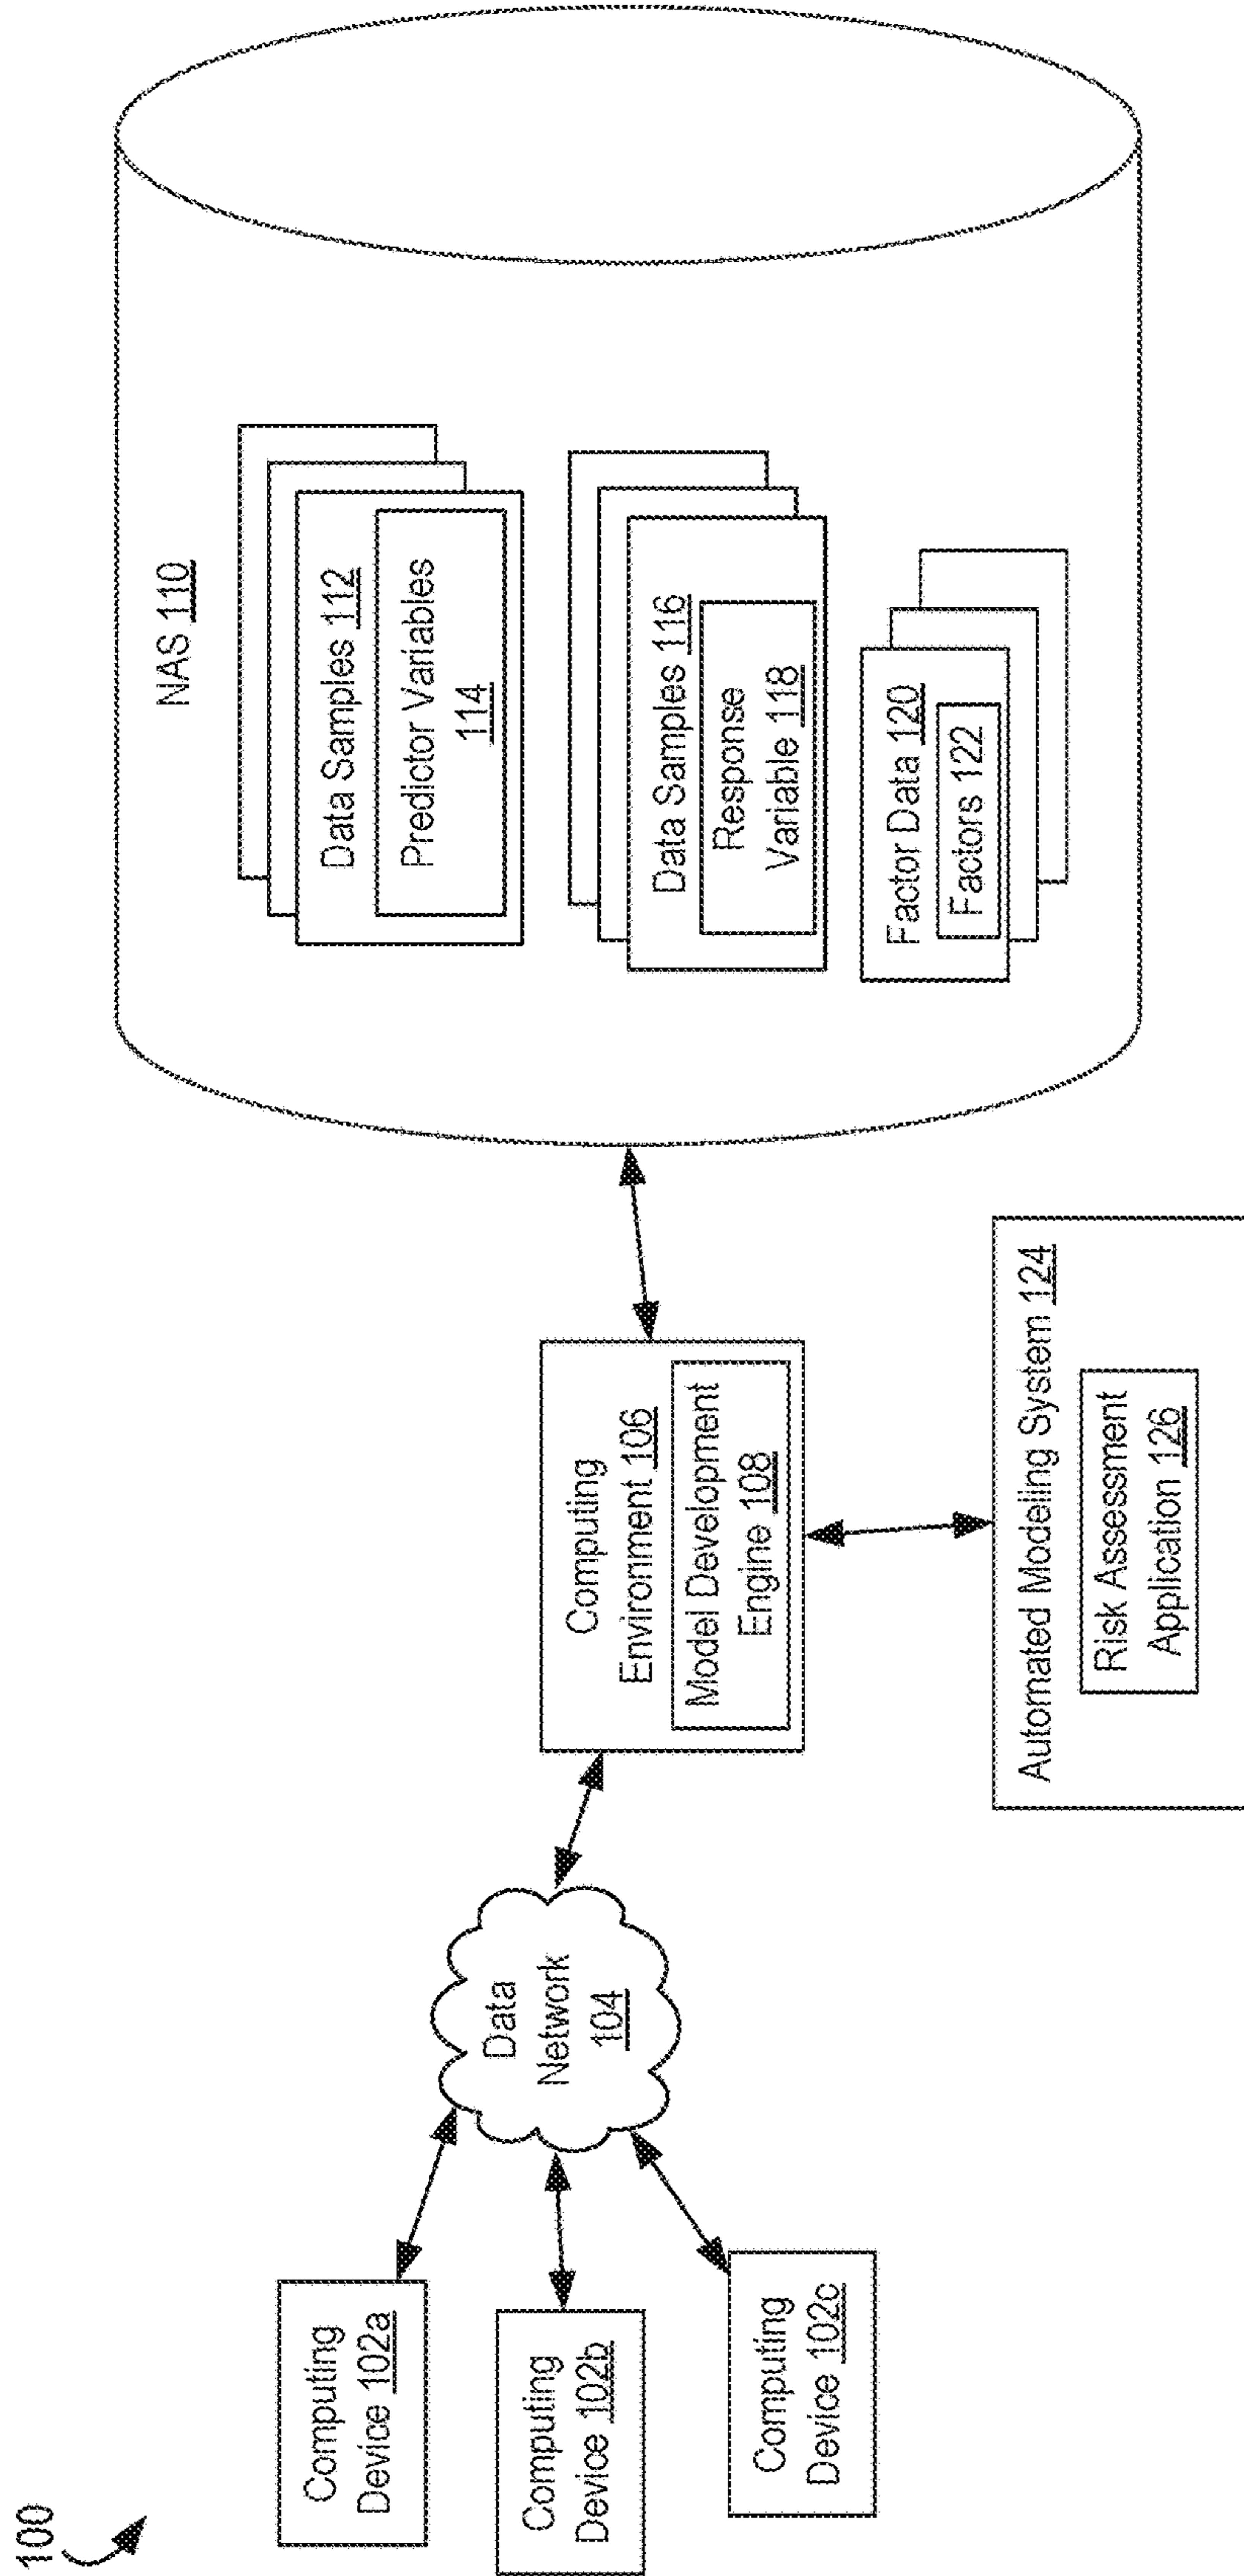 100
Computing
Device 102a
Computing
Device 102b
Computing
Device 102c
Data
Network
104
Computing
Environment 106
Model Development
Engine 108
Automated Modeling System 124
Risk Assessment
Application 126
NAS 110
Data Samples 112
Predictor Variables
114
Data Samples 116
Response
Variable 118
Factor Data 120
Factors 122